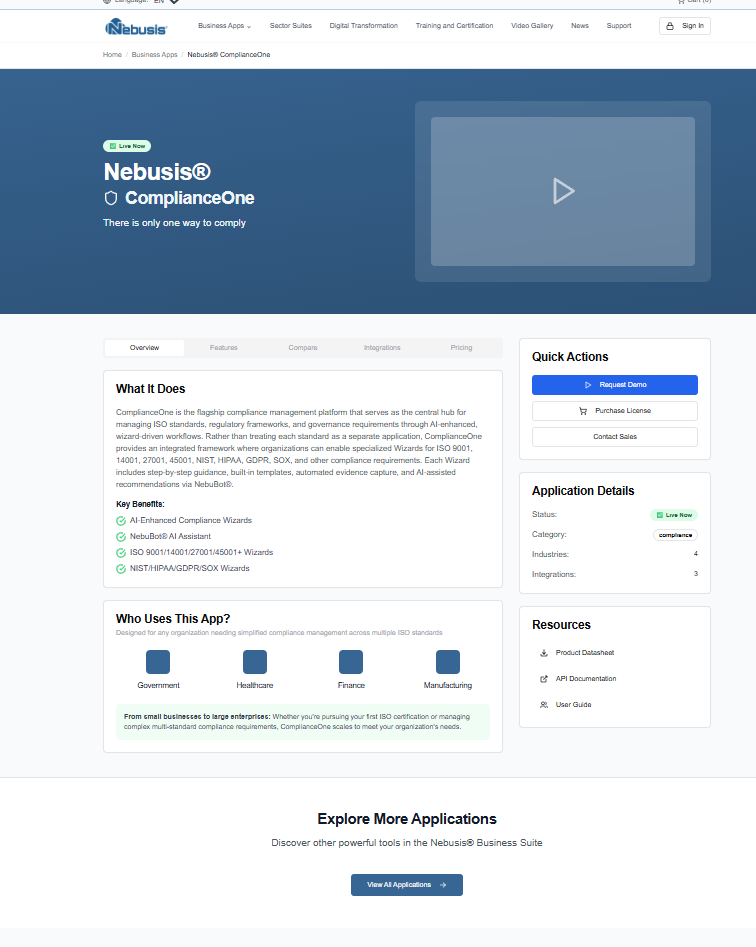 Language: EN
Cart (0)
Nebusis®
Business Apps
Sector Suites
Digital Transformation
Training and Certification
Video Gallery
News
Support
Sign In
Home / Business Apps / Nebusis® ComplianceOne
Live Now
Nebusis®
ComplianceOne
There is only one way to comply
Overview
Features
Compare
Integrations
Pricing
What It Does
ComplianceOne is the flagship compliance management platform that serves as the central hub for
managing ISO standards, regulatory frameworks, and governance requirements through AI-enhanced,
wizard-driven workflows. Rather than treating each standard as a separate application, ComplianceOne
provides an integrated framework where organizations can enable specialized Wizards for ISO 9001,
14001, 27001, 45001, NIST, HIPAA, GDPR, SOX, and other compliance requirements. Each Wizard
includes step-by-step guidance, built-in templates, automated evidence capture, and AI-assisted
recommendations via NebuBot®.
Key Benefits:
AI-Enhanced Compliance Wizards
NebuBot® AI Assistant
ISO 9001/14001/27001/45001+ Wizards
NIST/HIPAA/GDPR/SOX Wizards
Who Uses This App?
Designed for any organization needing simplified compliance management across multiple ISO standards
Government
Healthcare
Finance
Manufacturing
From small businesses to large enterprises: Whether you're pursuing your first ISO certification or managing
complex multi-standard compliance requirements, ComplianceOne scales to meet your organization's needs.
Quick Actions
Request Demo
Purchase License
Contact Sales
Application Details
Status:
Live Now
Category:
compliance
Industries:
4
Integrations:
3
Resources
Product Datasheet
API Documentation
User Guide
Explore More Applications
Discover other powerful tools in the Nebusis® Business Suite
View All Applications